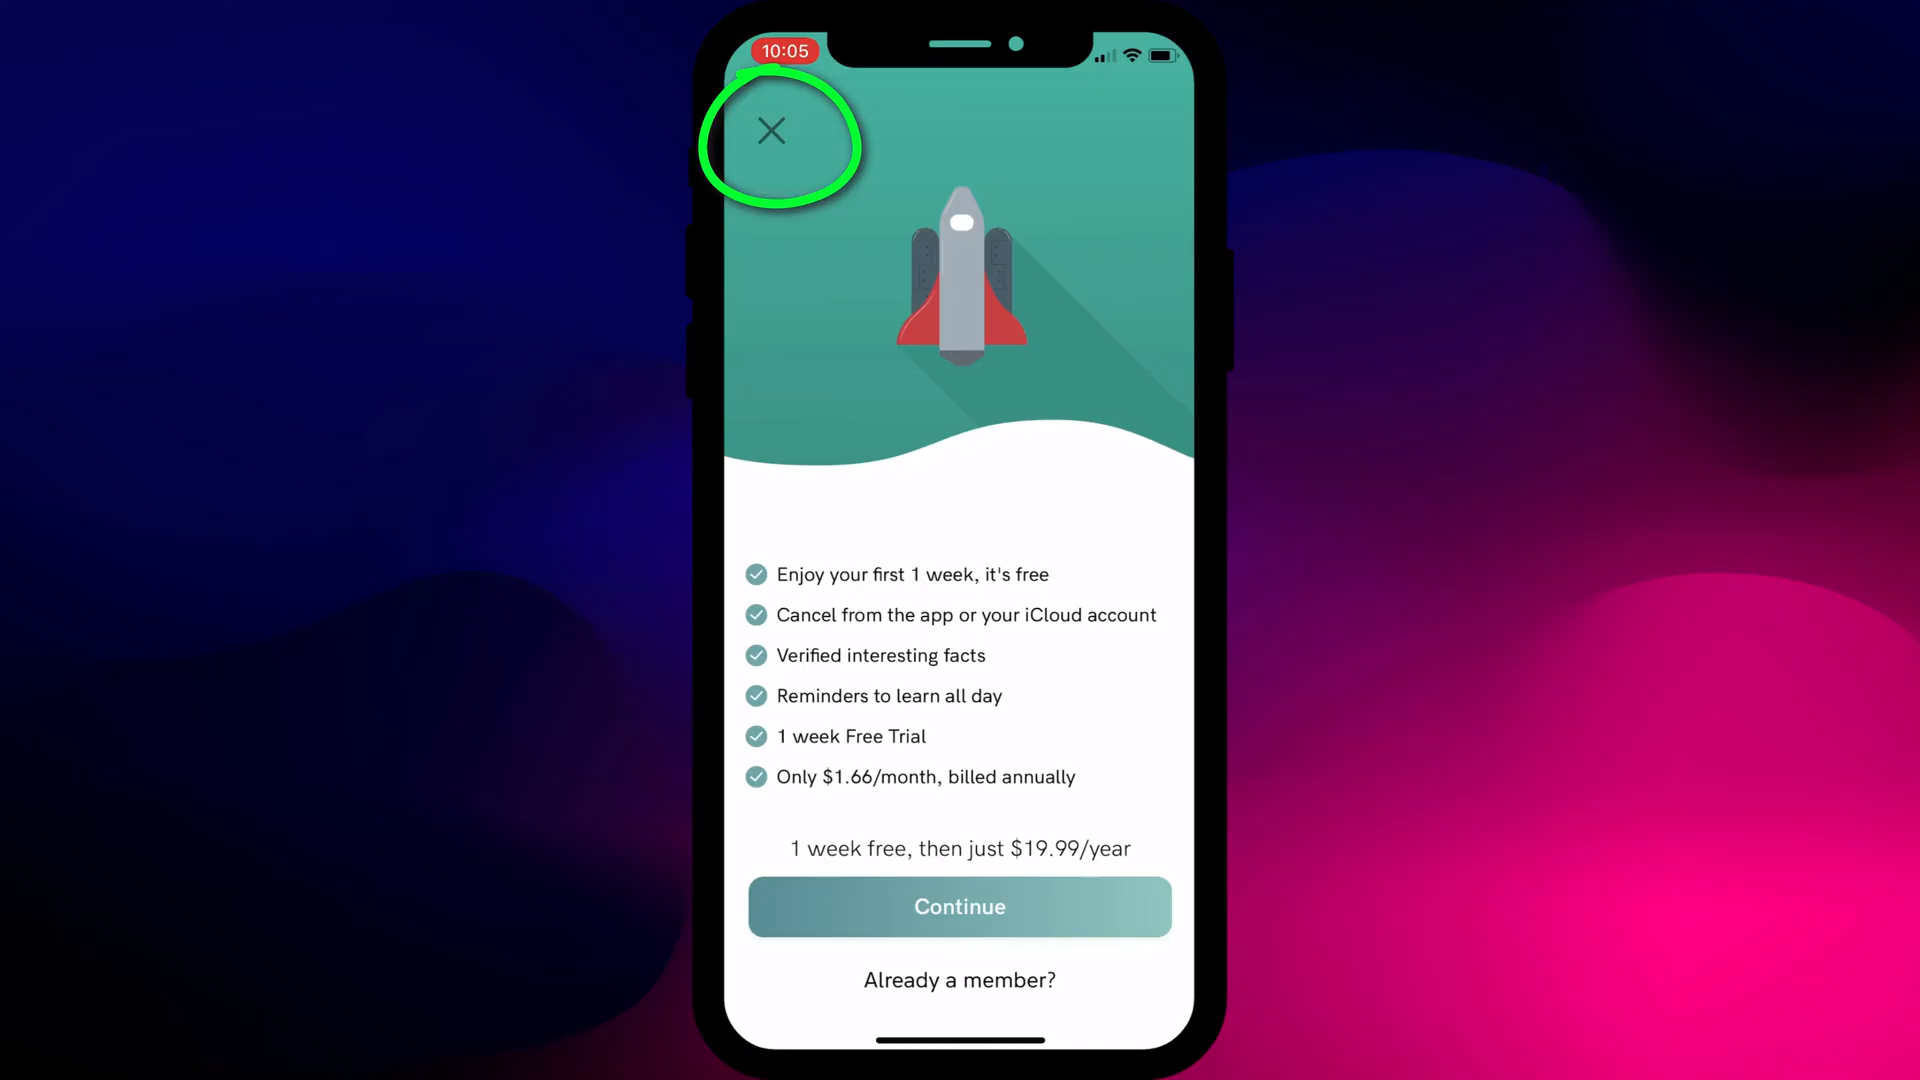 10:05
Enjoy your first 1 week, it's free
Cancel from the app or your iCloud account
Verified interesting facts
Reminders to learn all day
1 week Free Trial
Only $1.66/month, billed annually
1 week free, then just $19.99/year
Continue
Already a member?